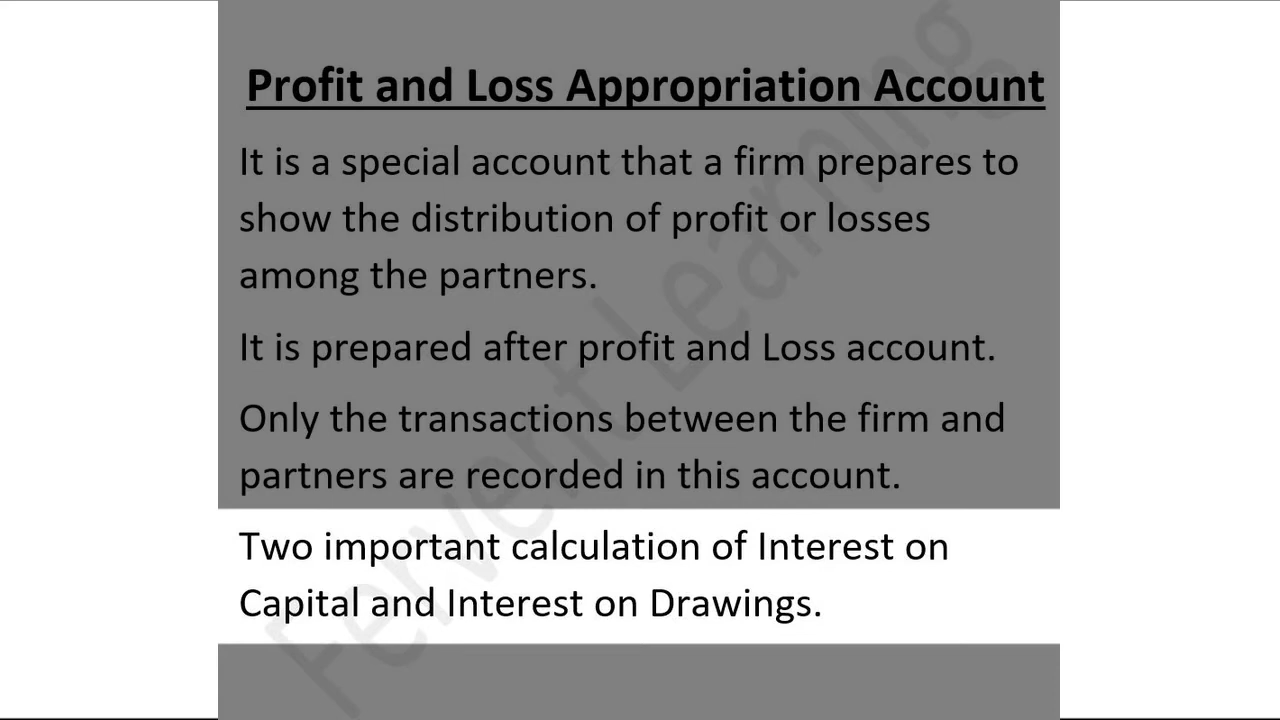 Profit and Loss Appropriation Account
It is a special account that a firm prepares to
show the distribution of profit or losses
among the partners.
It is prepared after profit and Loss account.
Only the transactions between the firm and
partners are recorded in this account.
Two important calculation of Interest on
Capital and Interest on Drawings.
Fervent Learning